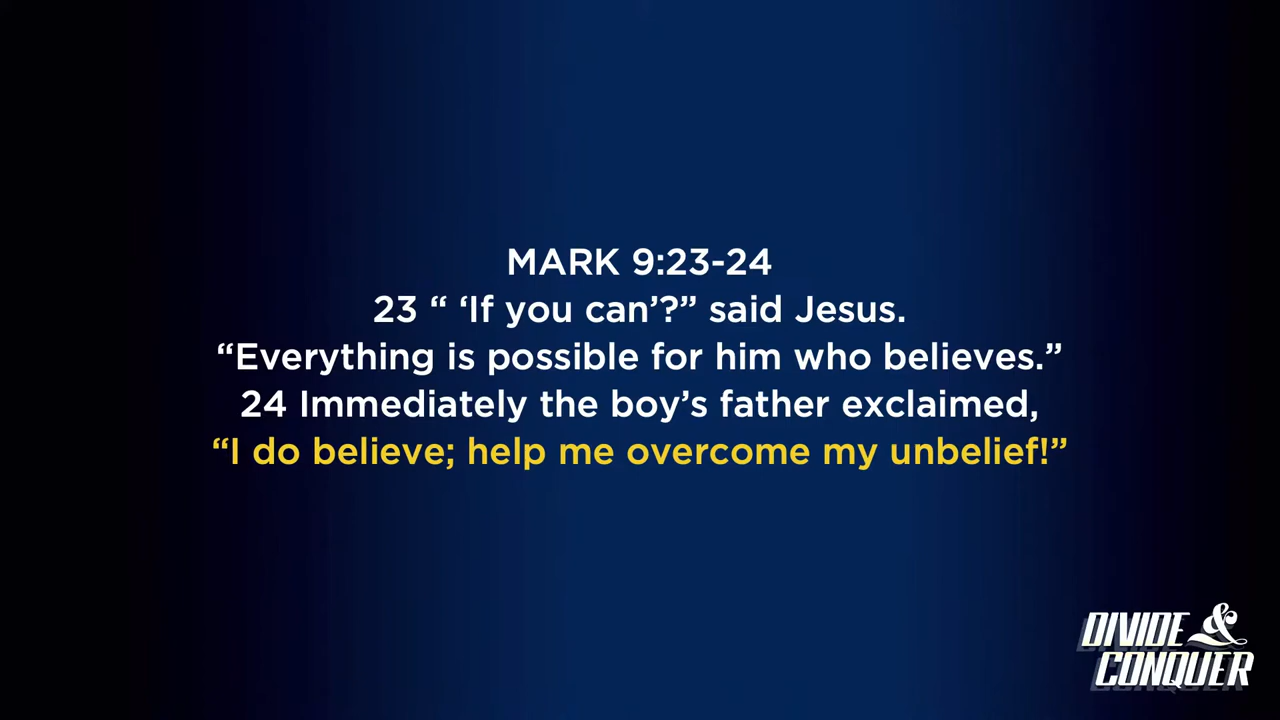 MARK 9:23-24
23 “ ‘If you can’?” said Jesus.
“Everything is possible for him who believes.”
24 Immediately the boy’s father exclaimed,
“I do believe; help me overcome my unbelief!”
DIVIDE &
CONQUER